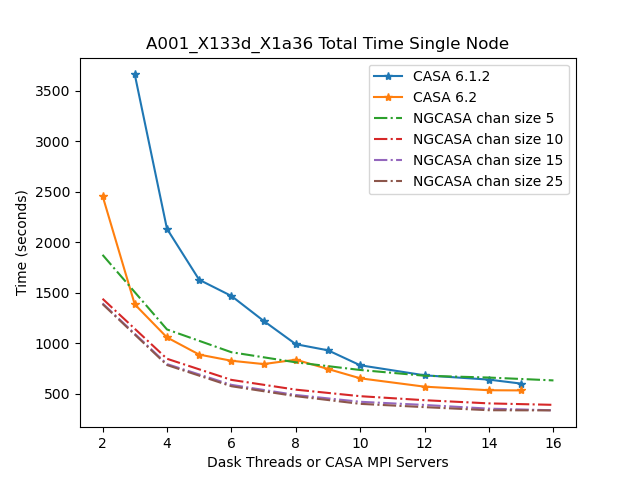 A001_X133d_X1a36 Total Time Single Node
CASA 6.1.2
CASA 6.2
NGCASA chan size 5
NGCASA chan size 10
NGCASA chan size 15
NGCASA chan size 25
Time (seconds)
3500
3000
2500
2000
1500
1000
500
2 4 6 8 10 12 14 16
Dask Threads or CASA MPI Servers